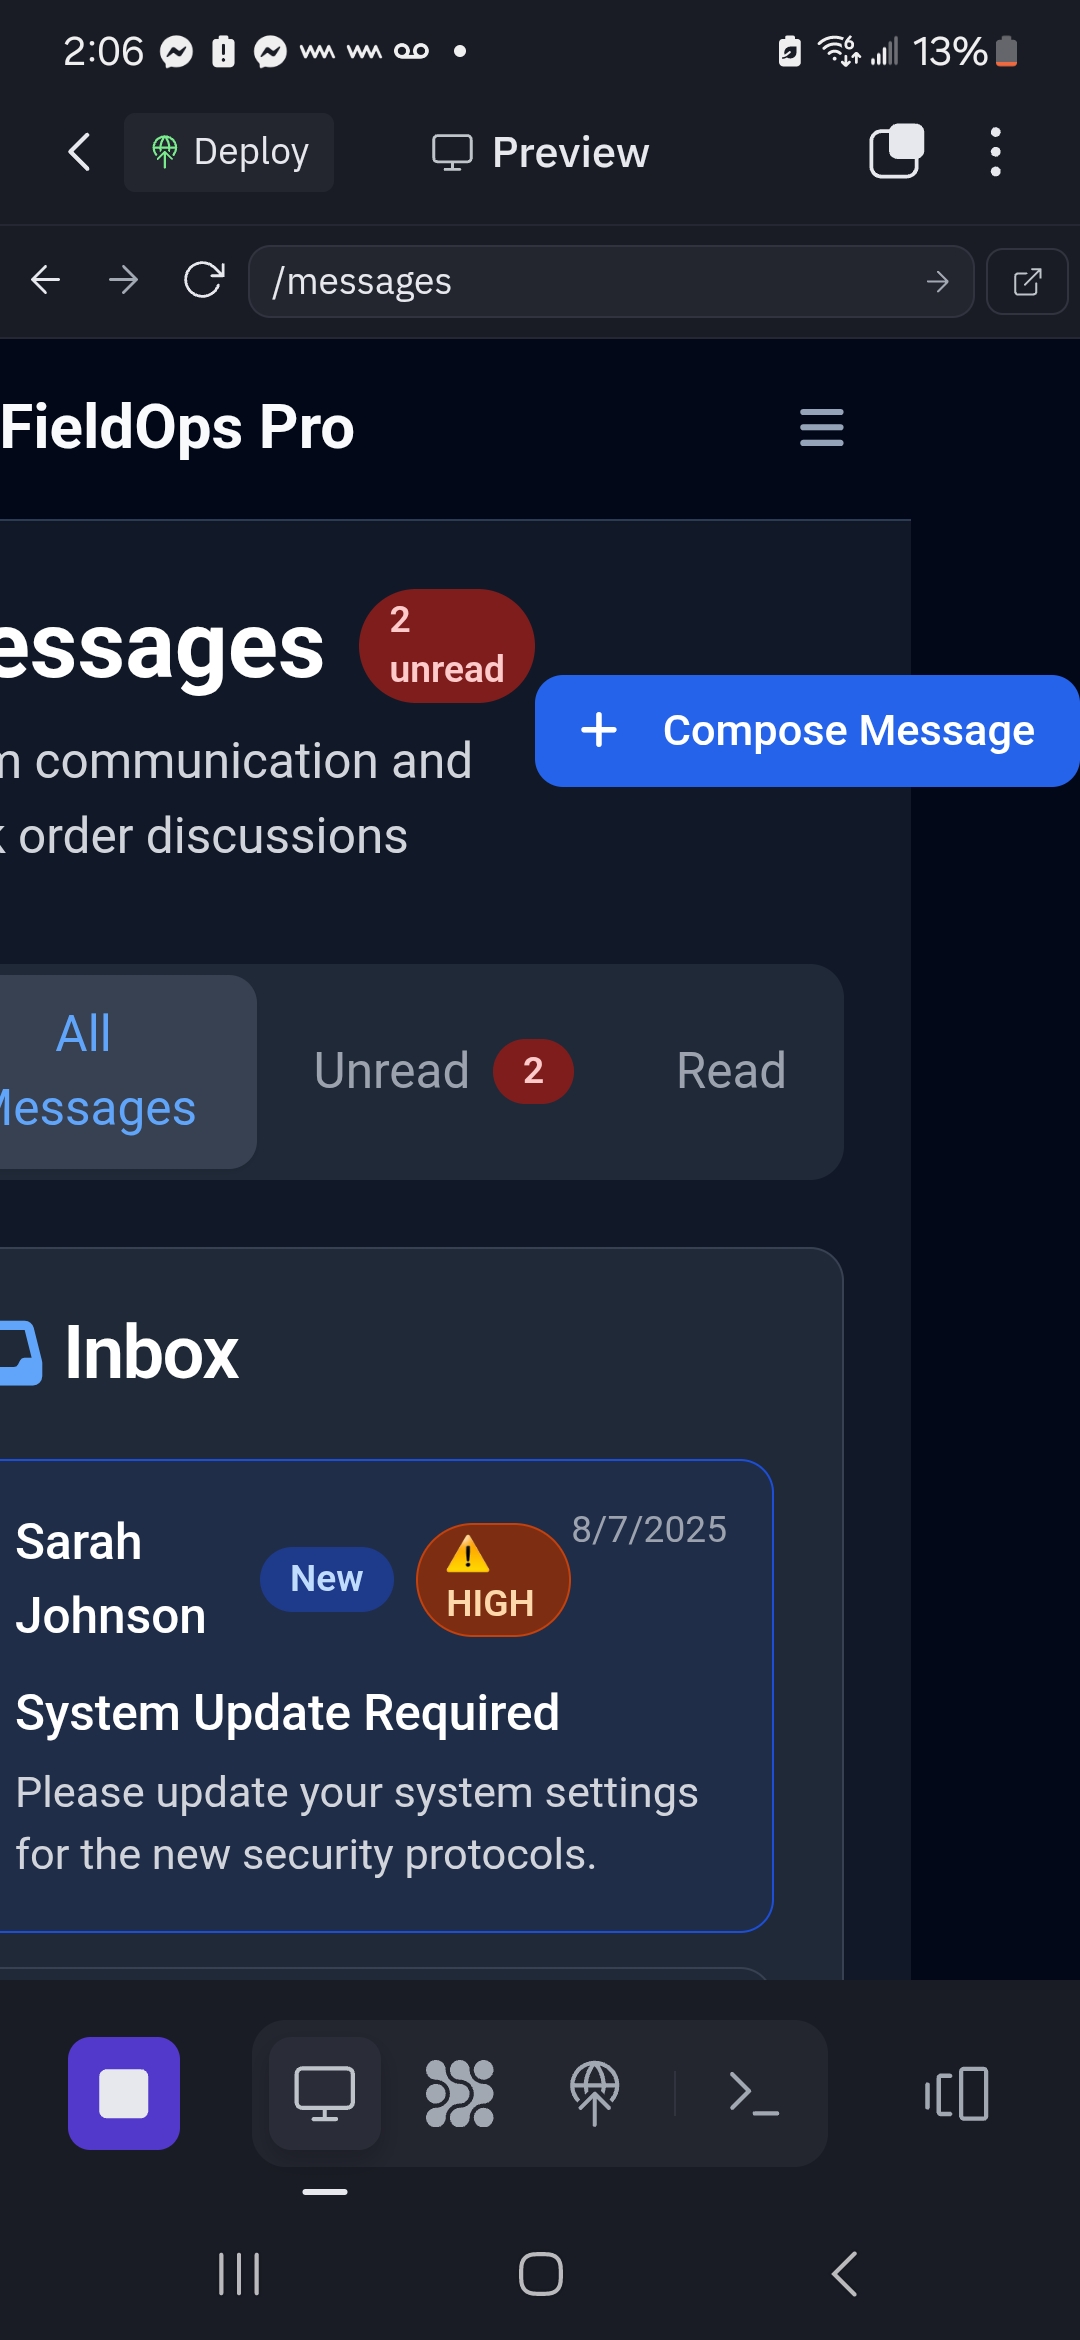 2:06
13%
Deploy
Preview
/messages
FieldOps Pro
essages
2
unread
Compose Message
communication and
order discussions
All
Messages
Unread
2
Read
Inbox
Sarah
Johnson
New
HIGH
8/7/2025
System Update Required
Please update your system settings
for the new security protocols.